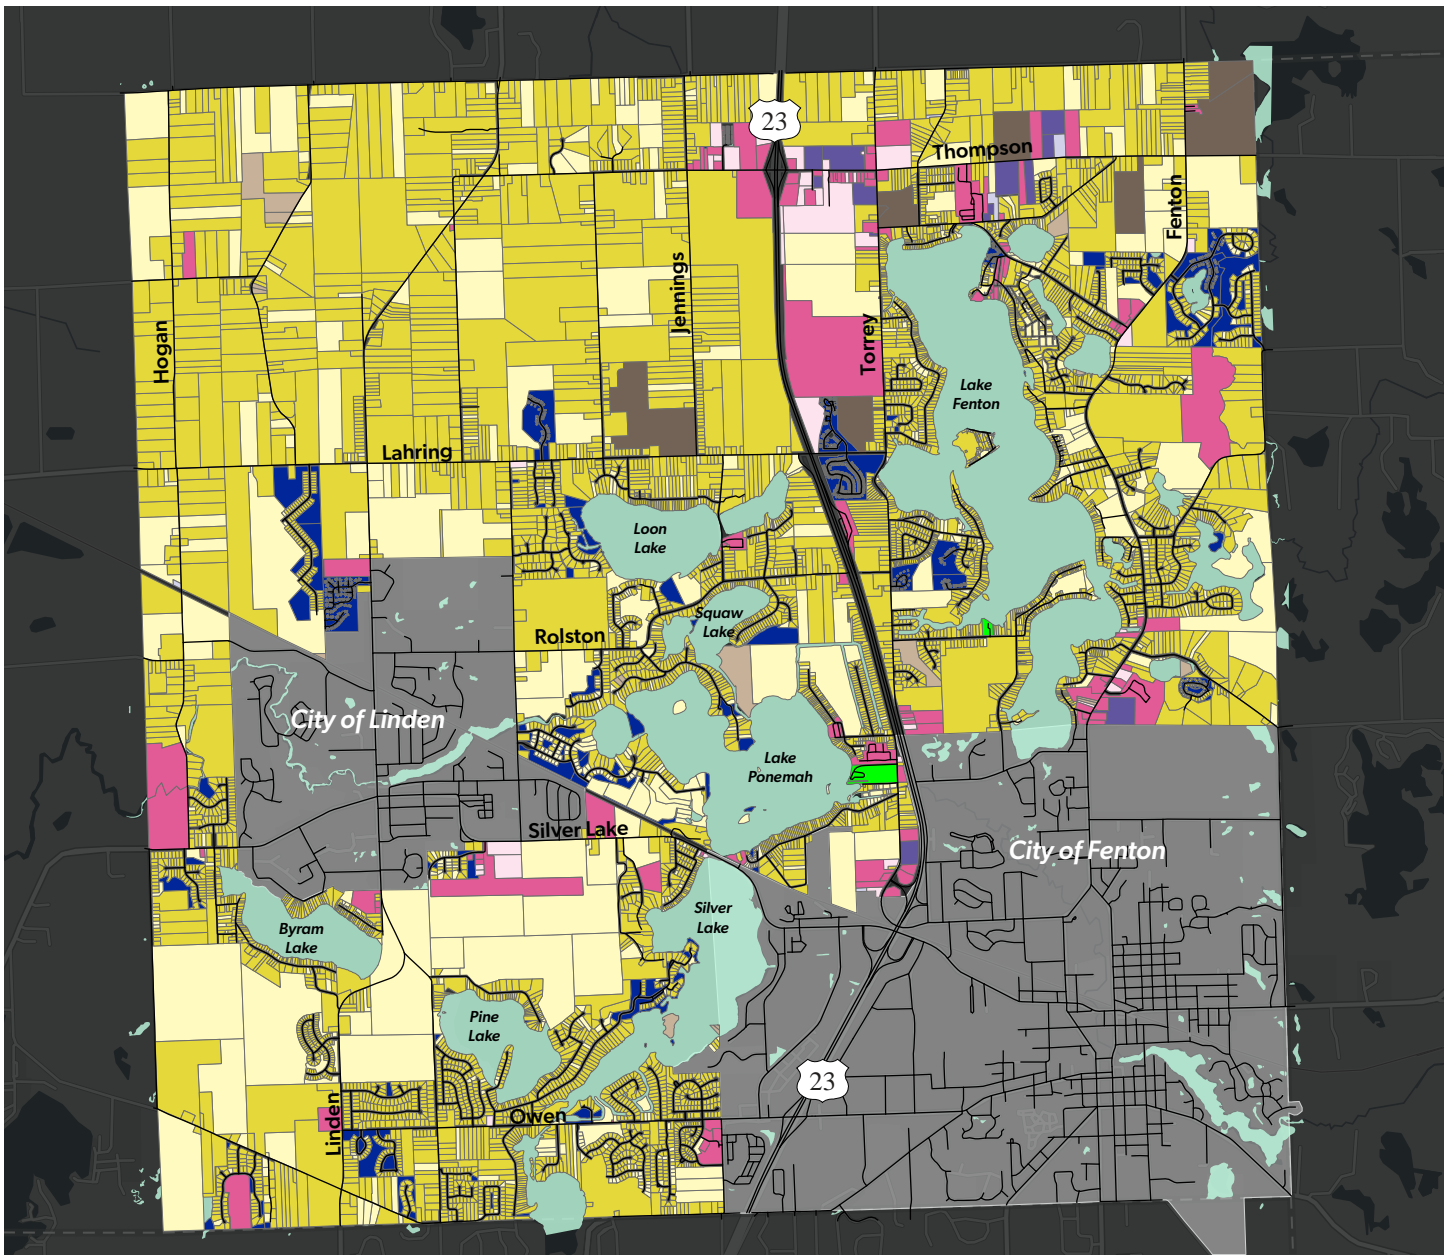 23
Thompson
Fenton
Jennings
Hogan
Torrey
Lake
Fenton
Lahring
Loon
Lake
Squaw
Lake
Rolston
City of Linden
Lake
Ponemah
Silver Lake
City of Fenton
Silver
Lake
Byram
Lake
Pine
Lake
23
Owen
Linden